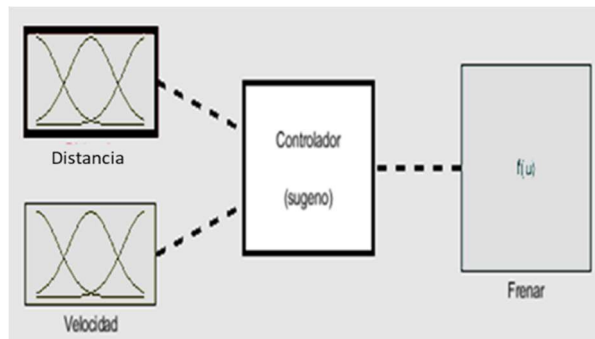 Distancia
Controlador
(sugeno)
f(u)
Velocidad
Frenar